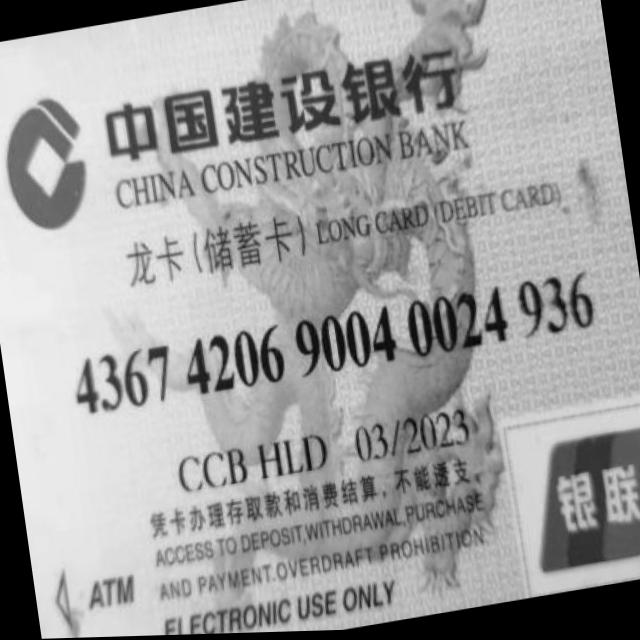 中国建设银行
CHINA CONSTRUCTION BANK
龙卡(储蓄卡) LONG CARD (DEBIT CARD)
4367 4206 9004 0024 936
CCB HLD 03/2023
凭卡办理存取款和消费结算,不能透支。
ACCESS TO DEPOSIT,WITHDRAWAL,PURCHASE
AND PAYMENT.OVERDRAFT PROHIBITION
ATM
ELECTRONIC USE ONLY
银联